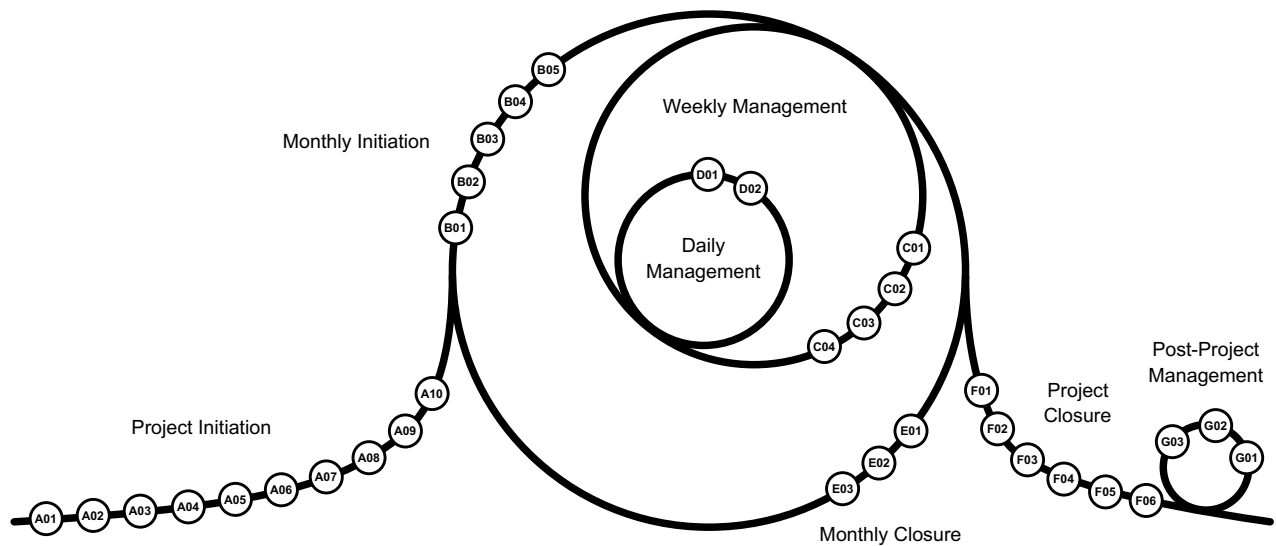 B05
B04
Monthly Initiation
B03
B02
B01
Weekly Management
D01
D02
Daily
Management
C01
C02
C03
C04
Project Initiation
A01
A02
A03
A04
A05
A06
A07
A08
A09
A10
E01
E02
E03
Monthly Closure
F01
F02
F03
F04
F05
F06
Project
Closure
Post-Project
Management
G03
G02
G01